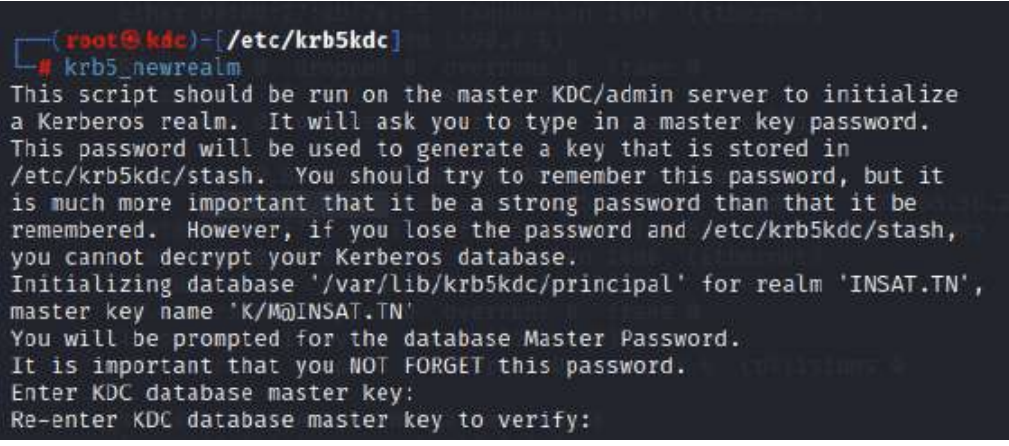 ┌──(root㉿kdc)-[/etc/krb5kdc]
└─# krb5_newrealm
This script should be run on the master KDC/admin server to initialize
a Kerberos realm.  It will ask you to type in a master key password.
This password will be used to generate a key that is stored in
/etc/krb5kdc/stash.  You should try to remember this password, but it
is much more important that it be a strong password than that it be
remembered.  However, if you lose the password and /etc/krb5kdc/stash,
you cannot decrypt your Kerberos database.
Initializing database '/var/lib/krb5kdc/principal' for realm 'INSAT.TN',
master key name 'K/M@INSAT.TN'
You will be prompted for the database Master Password.
It is important that you NOT FORGET this password.
Enter KDC database master key:
Re-enter KDC database master key to verify: